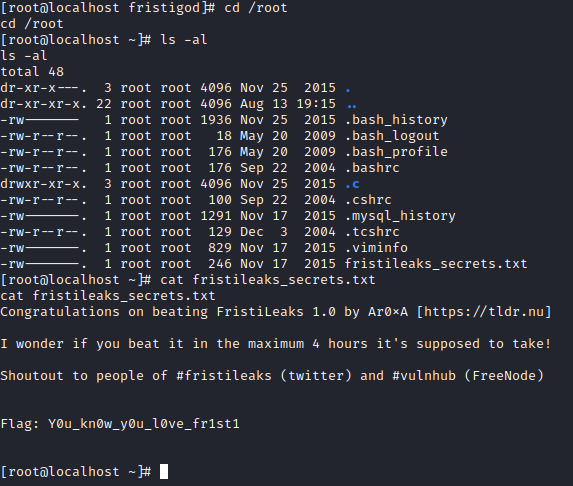 [root@localhost fristigod]# cd /root
cd /root
[root@localhost ~]# ls -al
ls -al
total 48
dr-xr-x---.  3 root root 4096 Nov 25  2015 .
dr-xr-xr-x. 22 root root 4096 Aug 13 19:15 ..
-rw-------   1 root root 1936 Nov 25  2015 .bash_history
-rw-r--r--.  1 root root   18 May 20  2009 .bash_logout
-rw-r--r--.  1 root root  176 May 20  2009 .bash_profile
-rw-r--r--.  1 root root  176 Sep 22  2004 .bashrc
drwxr-xr-x.  3 root root 4096 Nov 25  2015 .c
-rw-r--r--.  1 root root  100 Sep 22  2004 .cshrc
-rw-------.  1 root root 1291 Nov 17  2015 .mysql_history
-rw-r--r--.  1 root root  129 Dec  3  2004 .tcshrc
-rw-------.  1 root root  829 Nov 17  2015 .viminfo
-rw-------.  1 root root  246 Nov 17  2015 fristileaks_secrets.txt
[root@localhost ~]# cat fristileaks_secrets.txt
cat fristileaks_secrets.txt
Congratulations on beating FristiLeaks 1.0 by Ar0xA [https://tldr.nu]
I wonder if you beat it in the maximum 4 hours it's supposed to take!
Shoutout to people of #fristileaks (twitter) and #vulnhub (FreeNode)
Flag: Y0u_kn0w_y0u_l0ve_fr1st1
[root@localhost ~]#